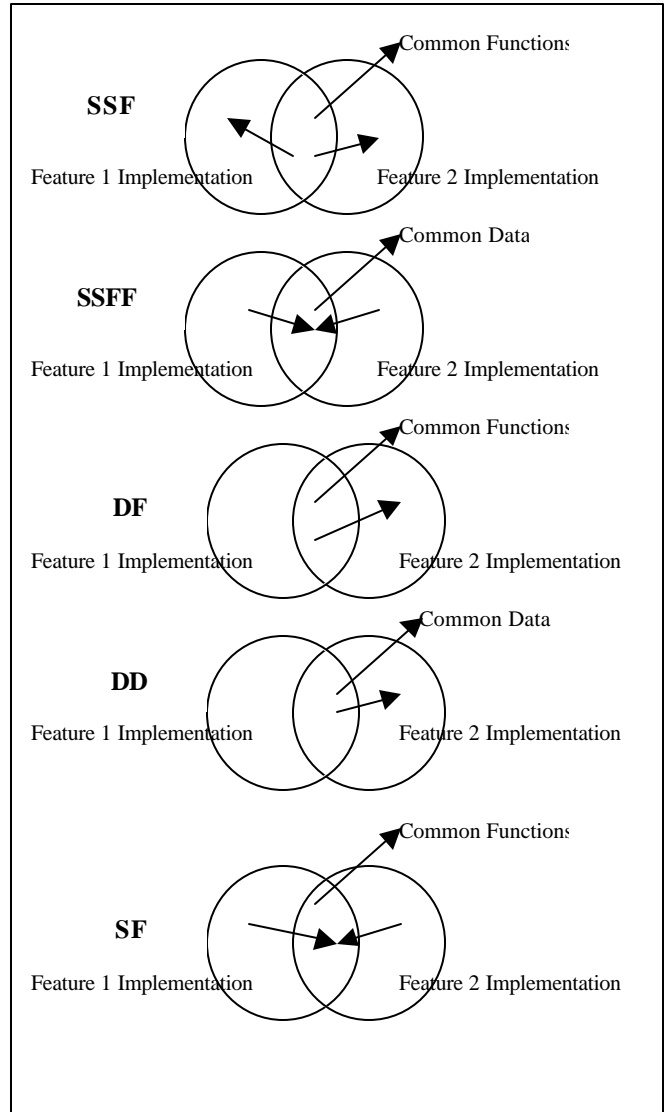 Common Functions
SSF
Feature 1 Implementation Feature 2 Implementation
Common Data
SSFF
Feature 1 Implementation Feature 2 Implementation
Common Functions
DF
Feature 1 Implementation Feature 2 Implementation
Common Data
DD
Feature 1 Implementation Feature 2 Implementation
Common Functions
SF
Feature 1 Implementation Feature 2 Implementation